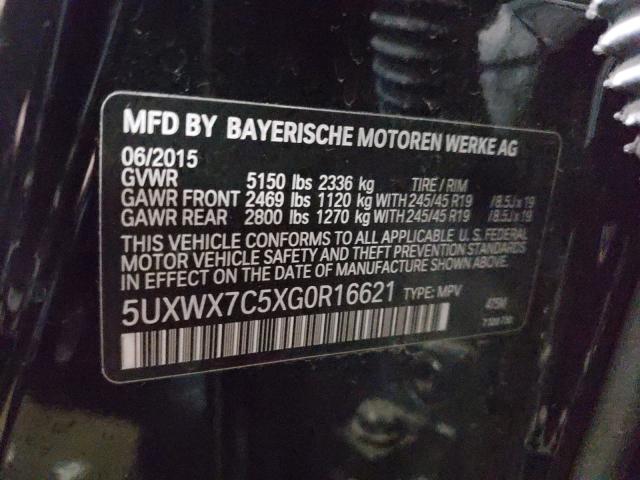 MFD BY BAYERISCHE MOTOREN WERKE AG
06/2015
GVWR 5150 lbs 2336 kg TIRE / RIM
GAWR FRONT 2469 lbs 1120 kg WITH 245/45 R19 / 8.5J x 19
GAWR REAR 2800 lbs 1270 kg WITH 245/45 R19 / 8.5J x 19
THIS VEHICLE CONFORMS TO ALL APPLICABLE U. S. FEDERAL
MOTOR VEHICLE SAFETY AND THEFT PREVENTION STANDARDS
IN EFFECT ON THE DATE OF MANUFACTURE SHOWN ABOVE.
5UXWX7C5XG0R16621 TYPE: MPV
475M